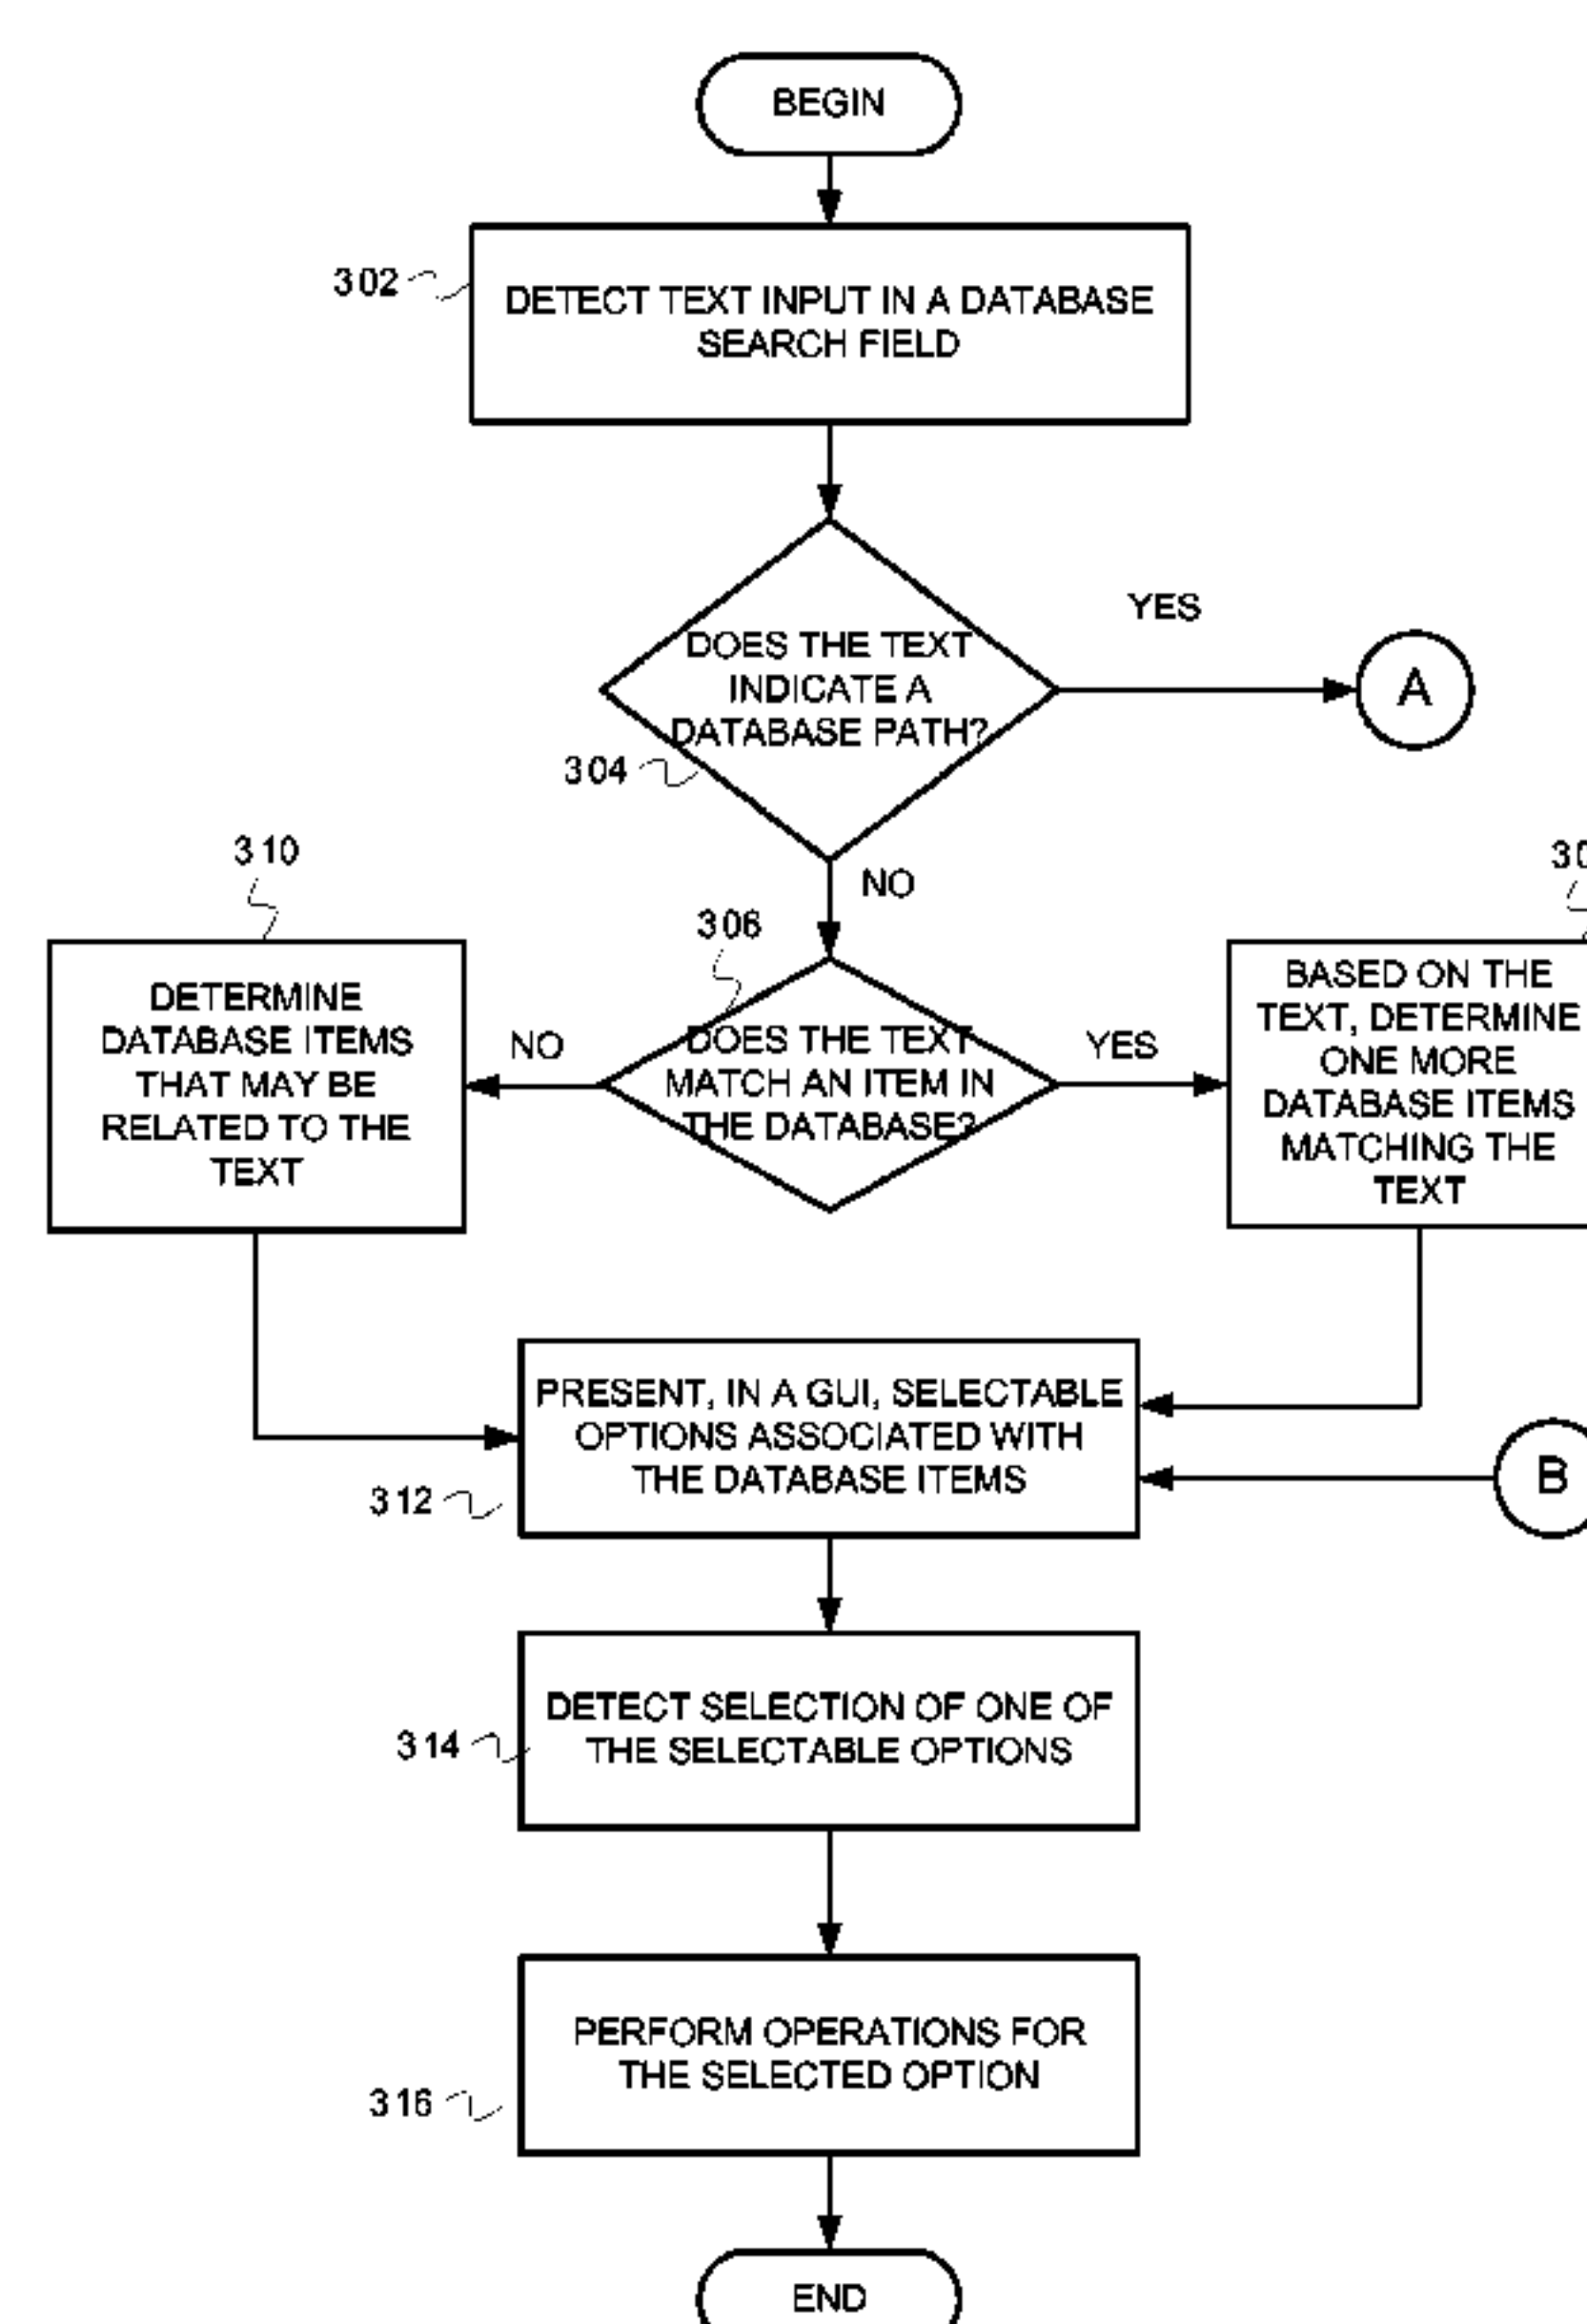 BEGIN
302
DETECT TEXT INPUT IN A DATABASE
SEARCH FIELD
YES
DOES THE TEXT
INDICATE A
DATABASE PATH?
A
304
NO
310
306
DETERMINE
DATABASE ITEMS
THAT MAY BE
RELATED TO THE
TEXT
NO
DOES THE TEXT
MATCH AN ITEM IN
THE DATABASE?
YES
BASED ON THE
TEXT, DETERMINE
ONE MORE
DATABASE ITEMS
MATCHING THE
TEXT
PRESENT, IN A GUI, SELECTABLE
OPTIONS ASSOCIATED WITH
THE DATABASE ITEMS
312
B
DETECT SELECTION OF ONE OF
THE SELECTABLE OPTIONS
314
PERFORM OPERATIONS FOR
THE SELECTED OPTION
316
END